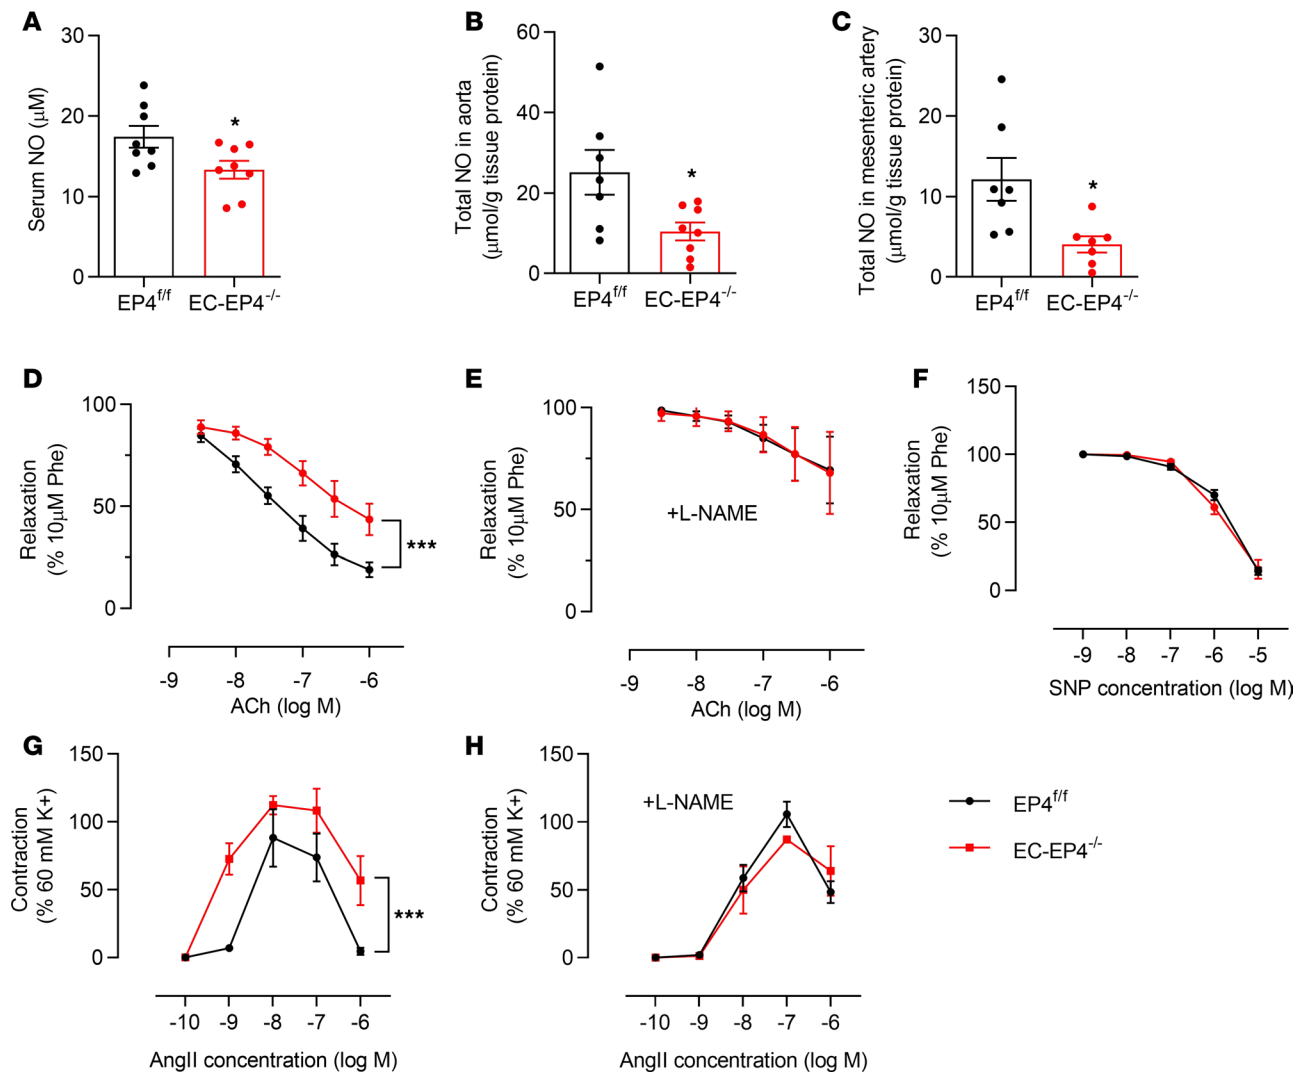 A
Serum NO (μM)
30
20
10
0
*
EP4f/f
EC-EP4-/-
B
Total NO in aorta
(μmol/g tissue protein)
60
40
20
0
*
EP4f/f
EC-EP4-/-
C
Total NO in mesenteric artery
(μmol/g tissue protein)
30
20
10
0
*
EP4f/f
EC-EP4-/-
D
Relaxation
(% 10μM Phe)
100
50
0
***
-9 -8 -7 -6
ACh (log M)
E
Relaxation
(% 10μM Phe)
100
50
0
+L-NAME
-9 -8 -7 -6
ACh (log M)
F
Relaxation
(% 10μM Phe)
150
100
50
0
-9 -8 -7 -6 -5
SNP concentration (log M)
G
Contraction
(% 60 mM K+)
150
100
50
0
***
-10 -9 -8 -7 -6
AngII concentration (log M)
H
Contraction
(% 60 mM K+)
150
100
50
0
+L-NAME
-10 -9 -8 -7 -6
AngII concentration (log M)
EP4f/f
EC-EP4-/-